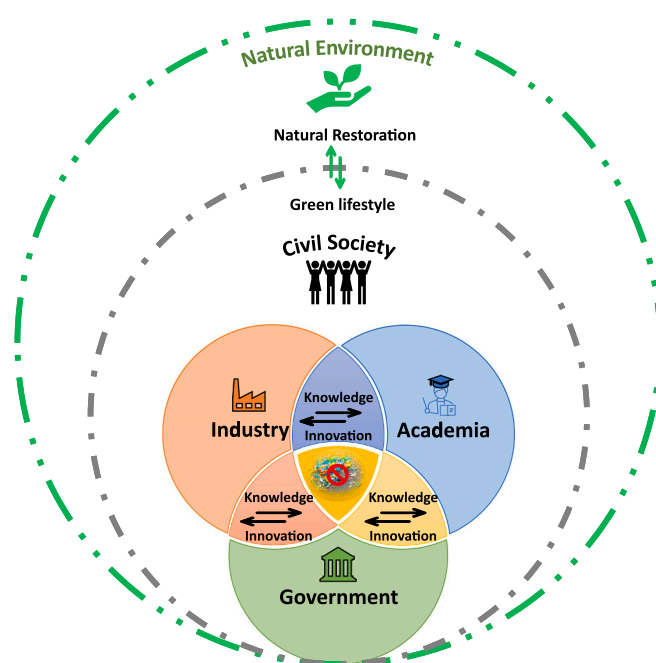 Natural Environment
Natural Restoration
Green lifestyle
Civil Society
Knowledge
Innovation
Industry
Academia
Knowledge
Innovation
Knowledge
Innovation
Government